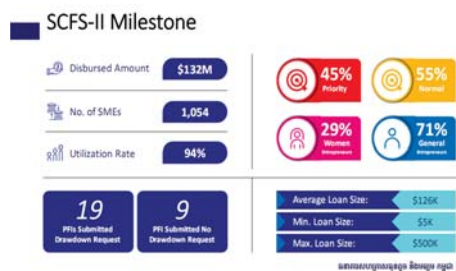 SCFS-II Milestone
Disbursed Amount $132M
No. of SMEs 1,054
Utilization Rate 94%
45%
Priority
55%
Normal
29%
Women
Entrepreneurs
71%
General
Entrepreneurs
19
PFIs Submitted
Drawdown Request
9
PFI Submitted No
Drawdown Request
Average Loan Size: $126K
Min. Loan Size: $5K
Max. Loan Size: $500K